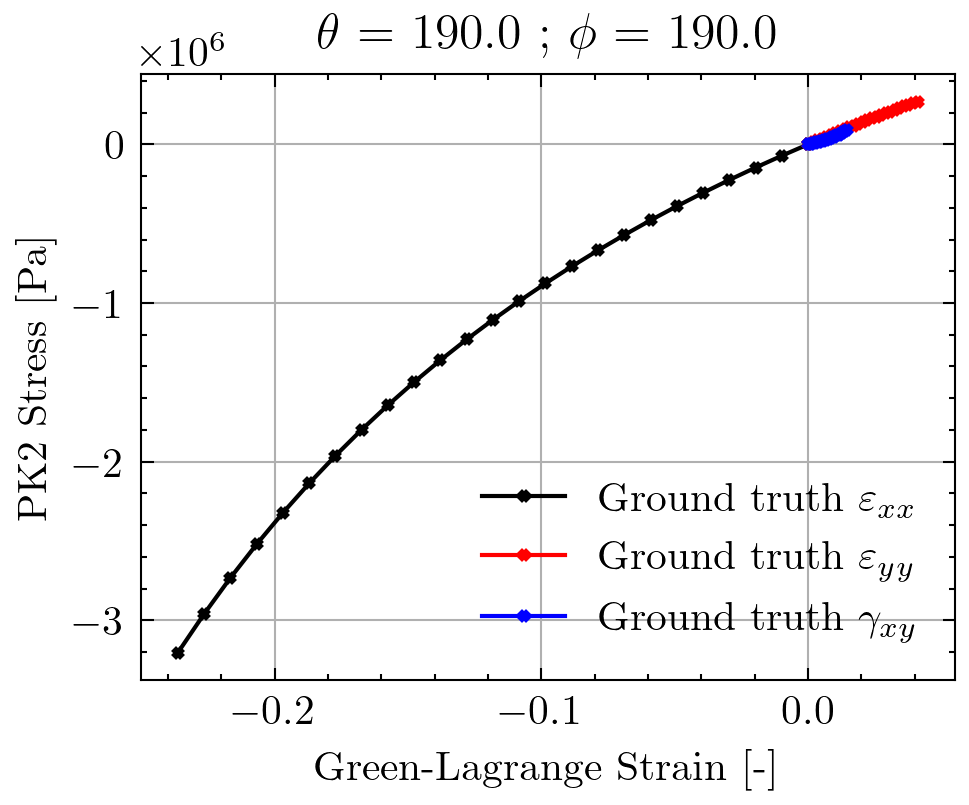 θ = 190.0 ; ϕ = 190.0
×10⁶
0
−1
−2
−3
PK2 Stress [Pa]
Ground truth εₓₓ
Ground truth ε_yy
Ground truth γ_xy
−0.2 −0.1 0.0
Green-Lagrange Strain [-]